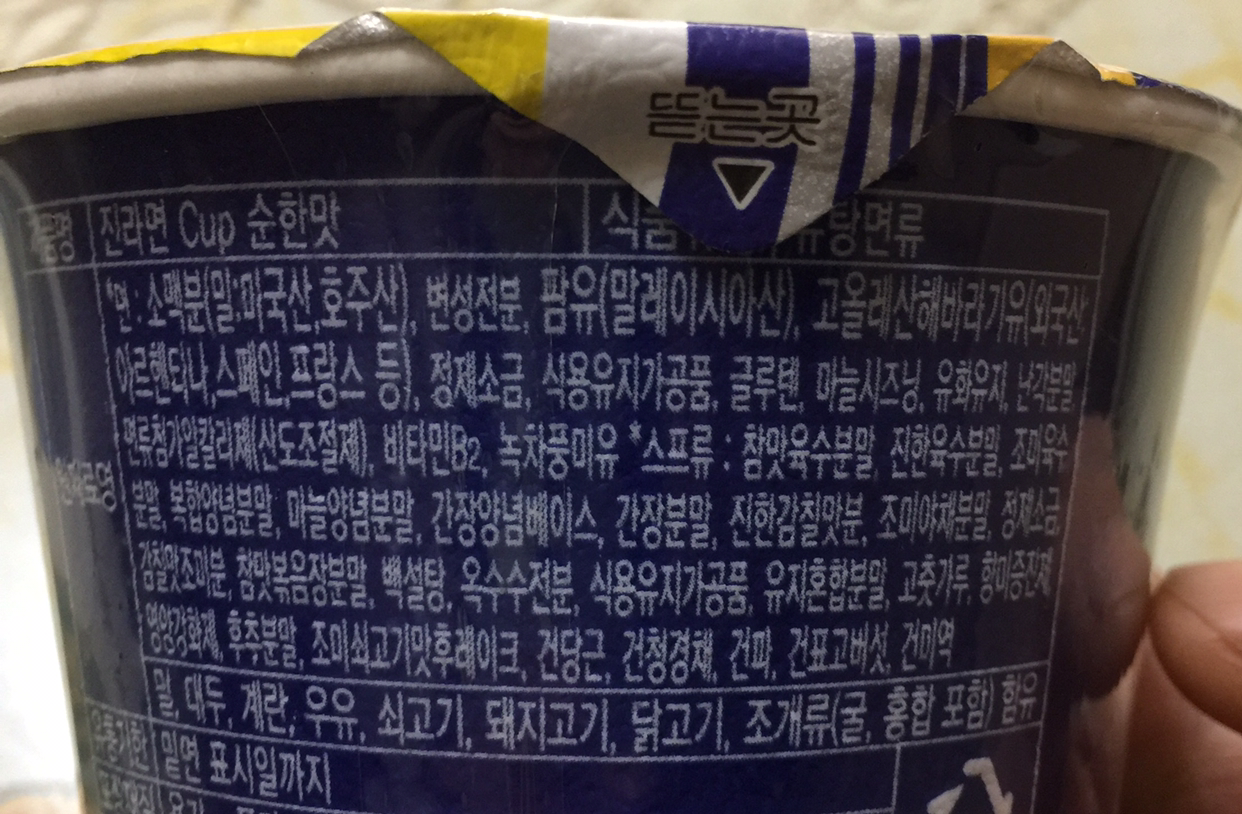 뜯는곳
제품명 진라면 Cup 순한맛 식품 유탕면류
*면 : 소맥분(밀:미국산,호주산), 변성전분, 팜유(말레이시아산), 고올레산해바라기유(외국산:
아르헨티나,스페인,프랑스 등), 정제소금, 식용유지가공품, 글루텐, 마늘시즈닝, 유화유지, 난각분말,
면류첨가알칼리제(산도조절제), 비타민B2, 녹차풍미유 *스프류 : 참맛육수분말, 진한육수분말, 조미육수
원재료명
분말, 복합양념분말, 마늘양념분말, 간장양념베이스, 간장분말, 진한감칠맛분, 조미야채분말, 정제소금,
감칠맛조미분, 참맛볶음장분말, 백설탕, 옥수수전분, 식용유지가공품, 유지혼합분말, 고춧가루, 향미증진제,
영양강화제, 후추분말, 조미쇠고기맛후레이크, 건당근, 건청경채, 건파, 건표고버섯, 건미역
밀, 대두, 계란, 우유, 쇠고기, 돼지고기, 닭고기, 조개류(굴, 홍합 포함) 함유
유통기한 밑면 표시일까지